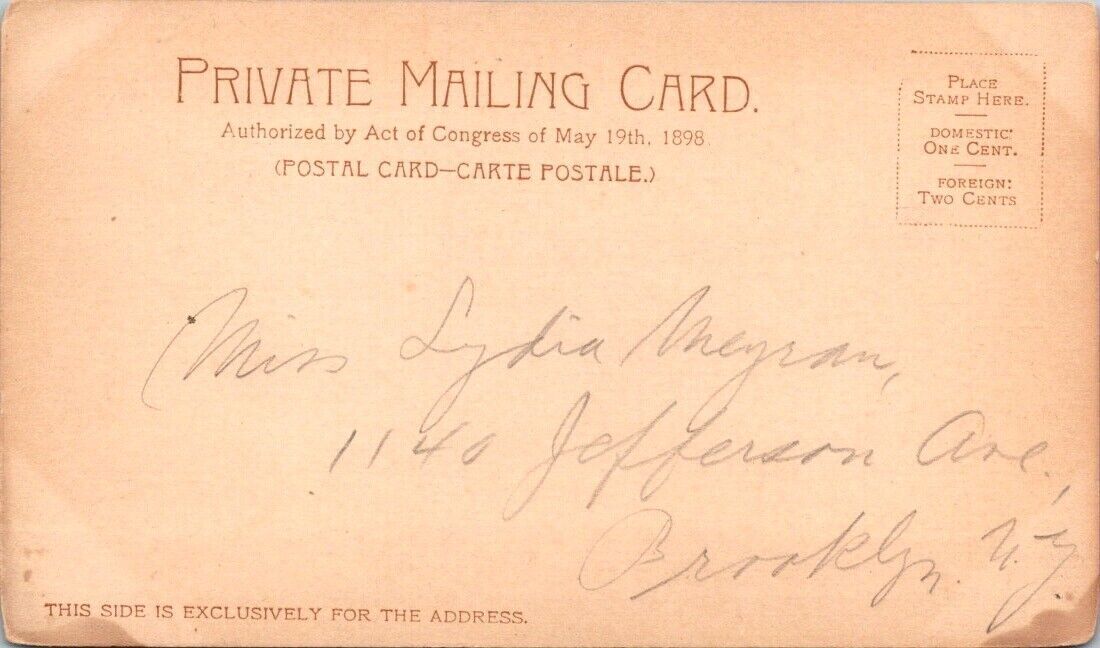 PRIVATE MAILING CARD.
Authorized by Act of Congress of May 19th, 1898.
(POSTAL CARD—CARTE POSTALE.)
PLACE
STAMP HERE.
DOMESTIC:
ONE CENT.
FOREIGN:
TWO CENTS
Miss Lydia Meyran,
1140 Jefferson Ave.,
Brooklyn. N.Y.
THIS SIDE IS EXCLUSIVELY FOR THE ADDRESS.